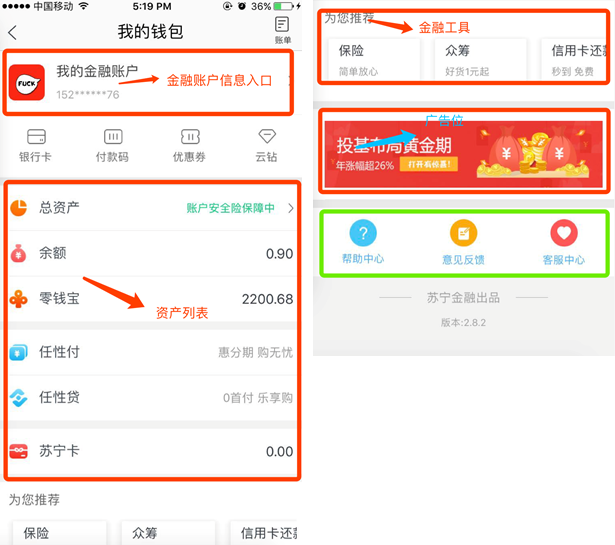 中国移动
5:19 PM
36%
我的钱包
账单
我的金融账户
FUCK
152******76
金融账户信息入口
银行卡
付款码
优惠券
云钻
总资产
账户安全险保障中
余额
0.90
零钱宝
2200.68
资产列表
任性付
惠分期 购无忧
任性贷
0首付 乐享购
苏宁卡
0.00
为您推荐
保险
众筹
信用卡还款
为您推荐
金融工具
保险
众筹
信用卡还款
简单放心
好货1元起
秒到 免费
广告位
投基布局黄金期
年涨幅超26%
打开有惊喜!
帮助中心
意见反馈
客服中心
苏宁金融出品
版本:2.8.2